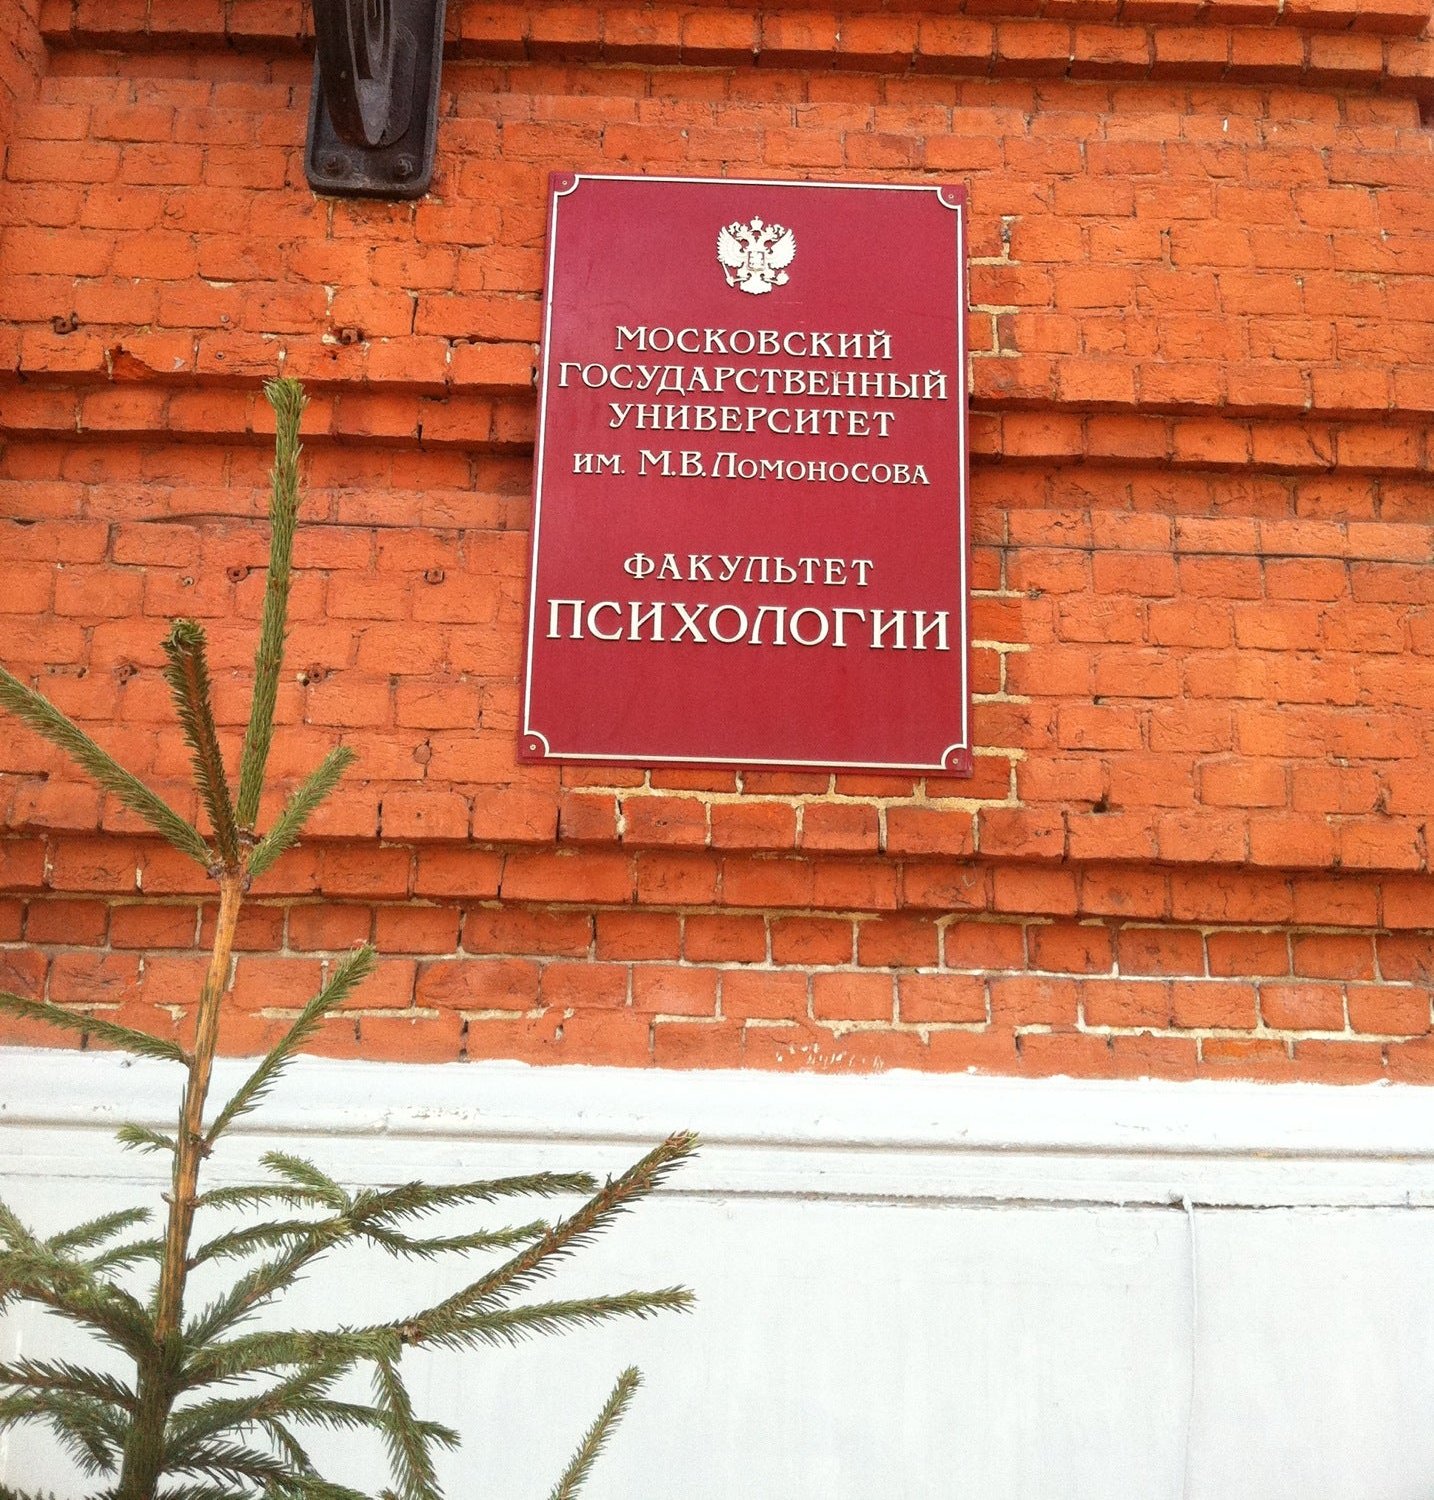 МОСКОВСКИЙ
ГОСУДАРСТВЕННЫЙ
УНИВЕРСИТЕТ
им. М.В.Ломоносова
ФАКУЛЬТЕТ
ПСИХОЛОГИИ